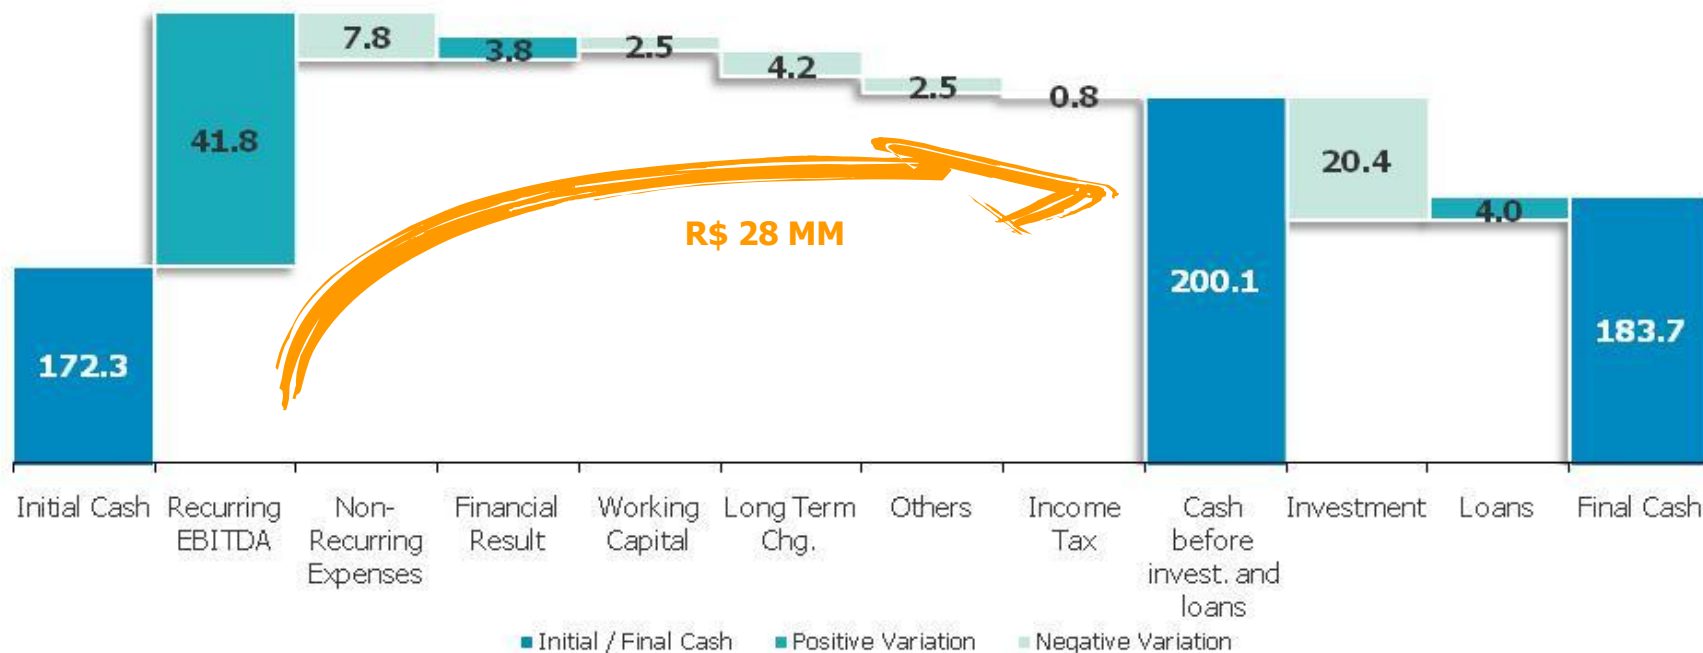 7.8
3.8
2.5
4.2
2.5
0.8
41.8
20.4
4.0
R$ 28 MM
200.1
183.7
172.3
Initial Cash
Recurring
EBITDA
Non-
Recurring
Expenses
Financial
Result
Working
Capital
Long Term
Chg.
Others
Income
Tax
Cash
before
invest. and
loans
Investment
Loans
Final Cash
Initial / Final Cash
Positive Variation
Negative Variation